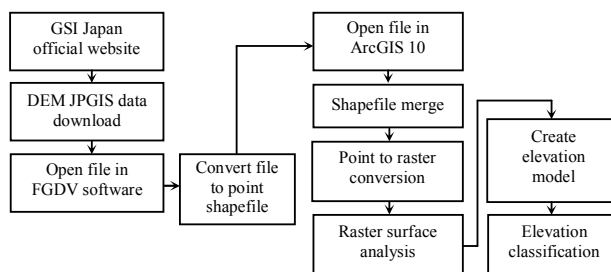 GSI Japan
official website
DEM JPGIS data
download
Open file in
FGDV software
Convert file
to point
shapefile
Open file in
ArcGIS 10
Shapefile merge
Point to raster
conversion
Raster surface
analysis
Create
elevation
model
Elevation
classification